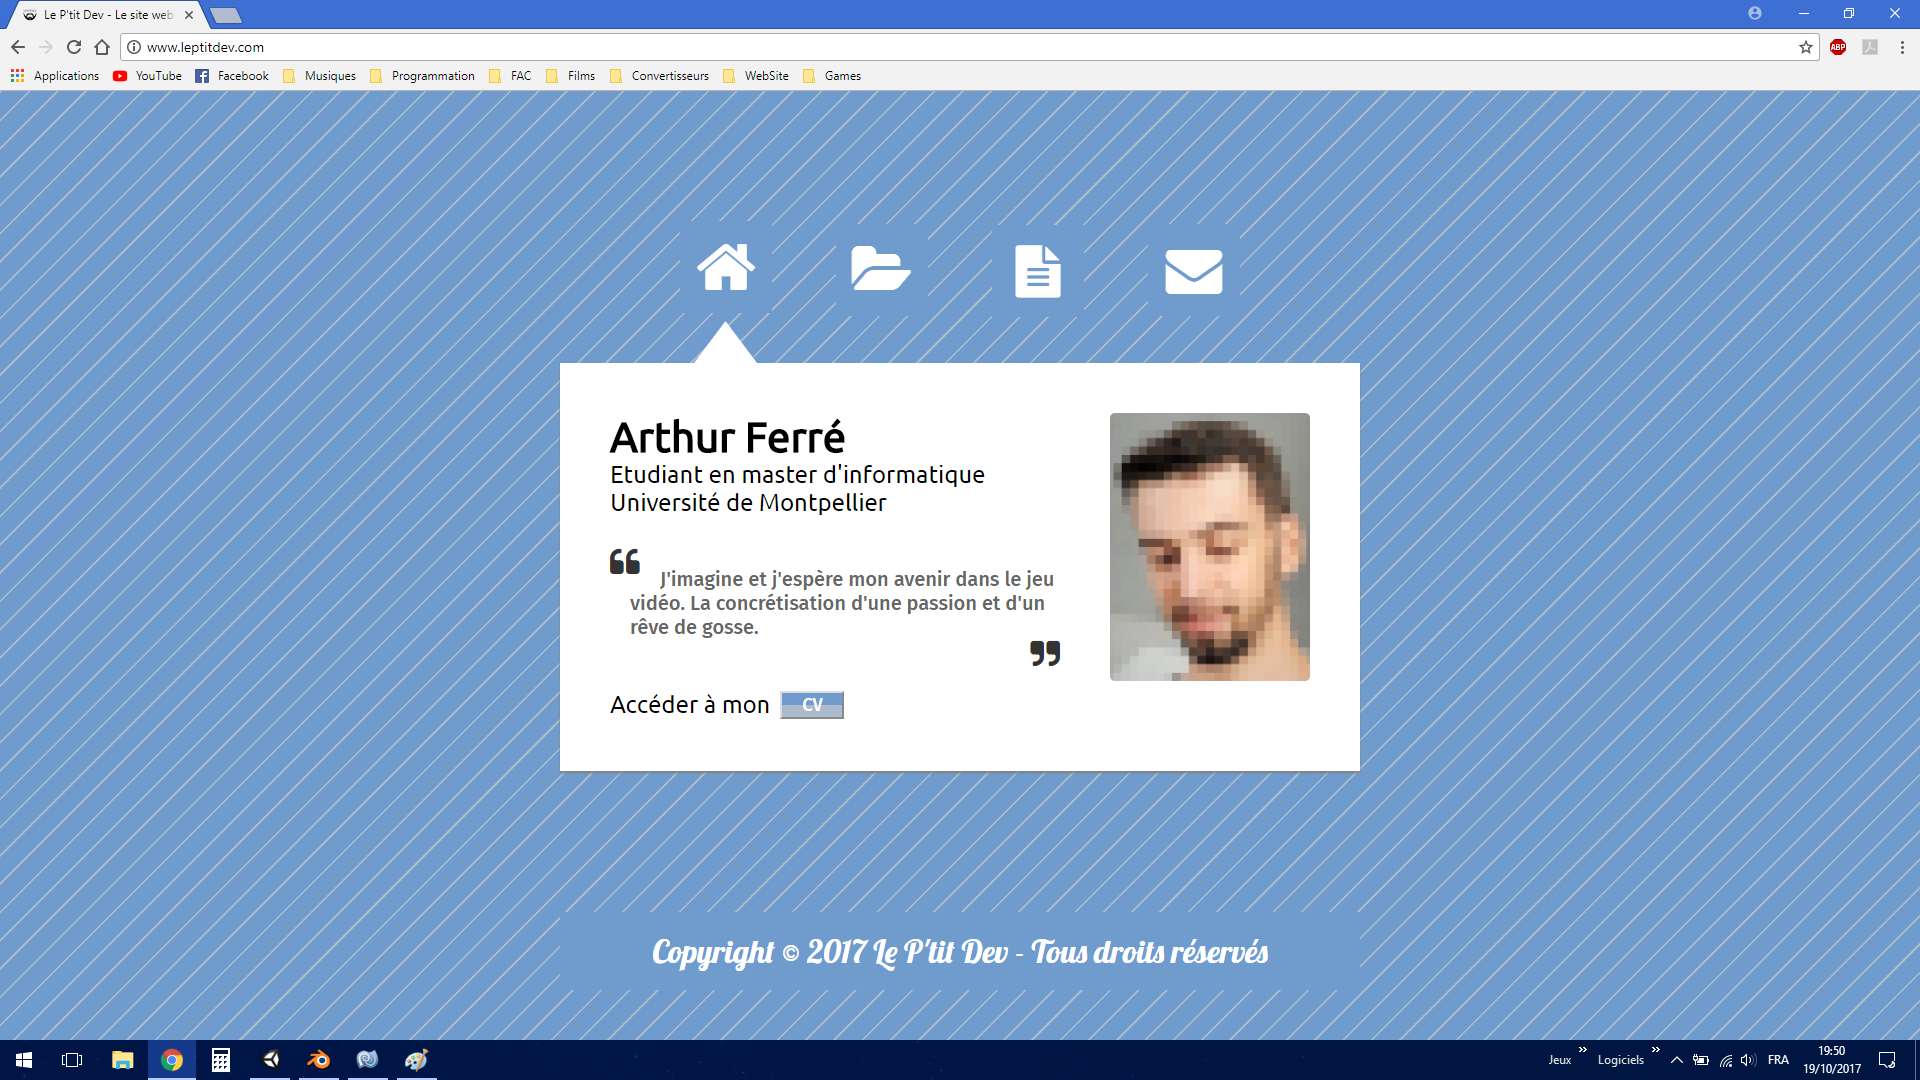 Le P'tit Dev - Le site web
www.leptitdev.com
ABP
Applications YouTube Facebook Musiques Programmation FAC Films Convertisseurs WebSite Games
Arthur Ferré
Etudiant en master d'informatique
Université de Montpellier
“ J'imagine et j'espère mon avenir dans le jeu
vidéo. La concrétisation d'une passion et d'un
rêve de gosse. ”
Accéder à mon CV
Copyright © 2017 Le P'tit Dev - Tous droits réservés
Jeux » Logiciels » FRA 19:50
19/10/2017